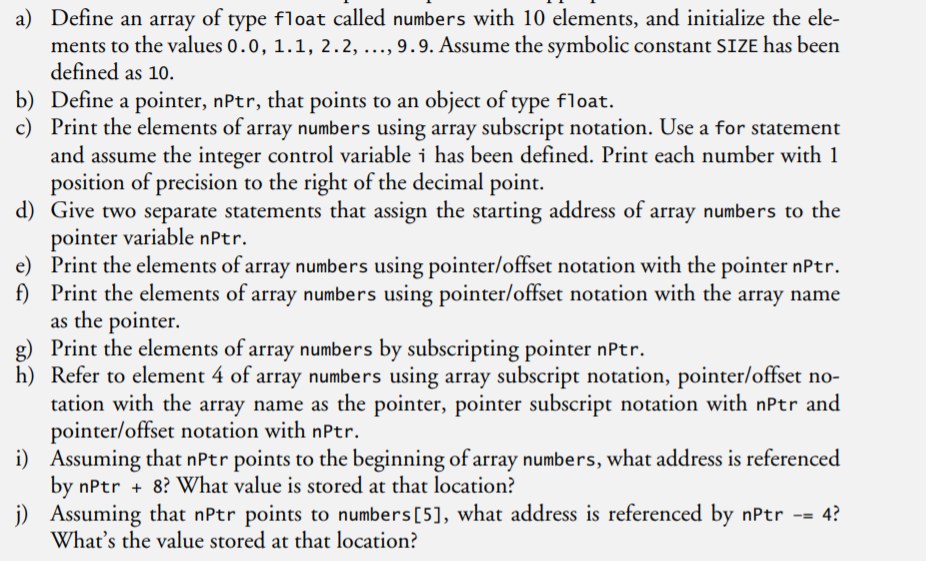 a) Define an array of type float called numbers with 10 elements, and initialize the ele-
ments to the values 0.0, 1.1, 2.2, ..., 9.9. Assume the symbolic constant SIZE has been
defined as 10.
b) Define a pointer, nPtr, that points to an object of type float.
c) Print the elements of array numbers using array subscript notation. Use a for statement
and assume the integer control variable i has been defined. Print each number with 1
position of precision to the right of the decimal point.
d) Give two separate statements that assign the starting address of array numbers to the
pointer variable nPtr.
e) Print the elements of array numbers using pointer/offset notation with the pointer nPtr.
f) Print the elements of array numbers using pointer/offset notation with the array name
as the pointer.
g) Print the elements of array numbers by subscripting pointer nPtr.
h) Refer to element 4 of array numbers using array subscript notation, pointer/offset no-
tation with the array name as the pointer, pointer subscript notation with nPtr and
pointer/offset notation with nPtr.
i) Assuming that nPtr points to the beginning of array numbers, what address is referenced
by nPtr + 8? What value is stored at that location?
j) Assuming that nPtr points to numbers[5], what address is referenced by nPtr -= 4?
What's the value stored at that location?